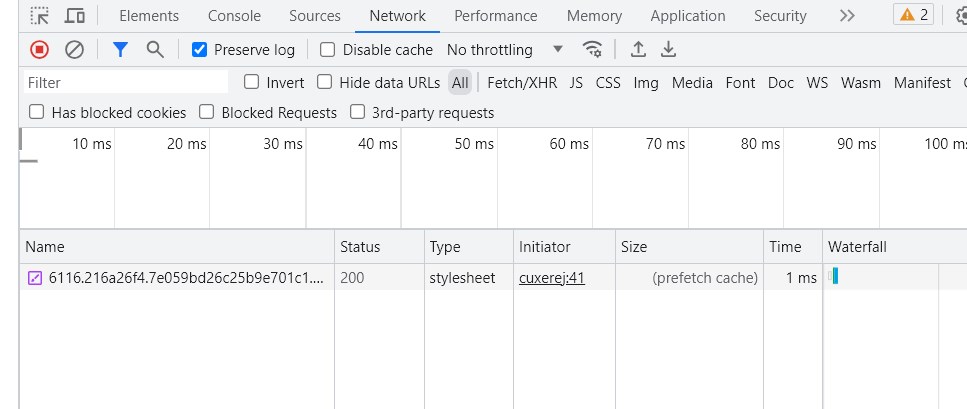 Elements Console Sources Network Performance Memory Application Security 2
Preserve log Disable cache No throttling
Filter Invert Hide data URLs All Fetch/XHR JS CSS Img Media Font Doc WS Wasm Manifest
Has blocked cookies Blocked Requests 3rd-party requests
10 ms 20 ms 30 ms 40 ms 50 ms 60 ms 70 ms 80 ms 90 ms 100 m
Name Status Type Initiator Size Time Waterfall
6116.216a26f4.7e059bd26c25b9e701c1.... 200 stylesheet cuxerej:41 (prefetch cache) 1 ms